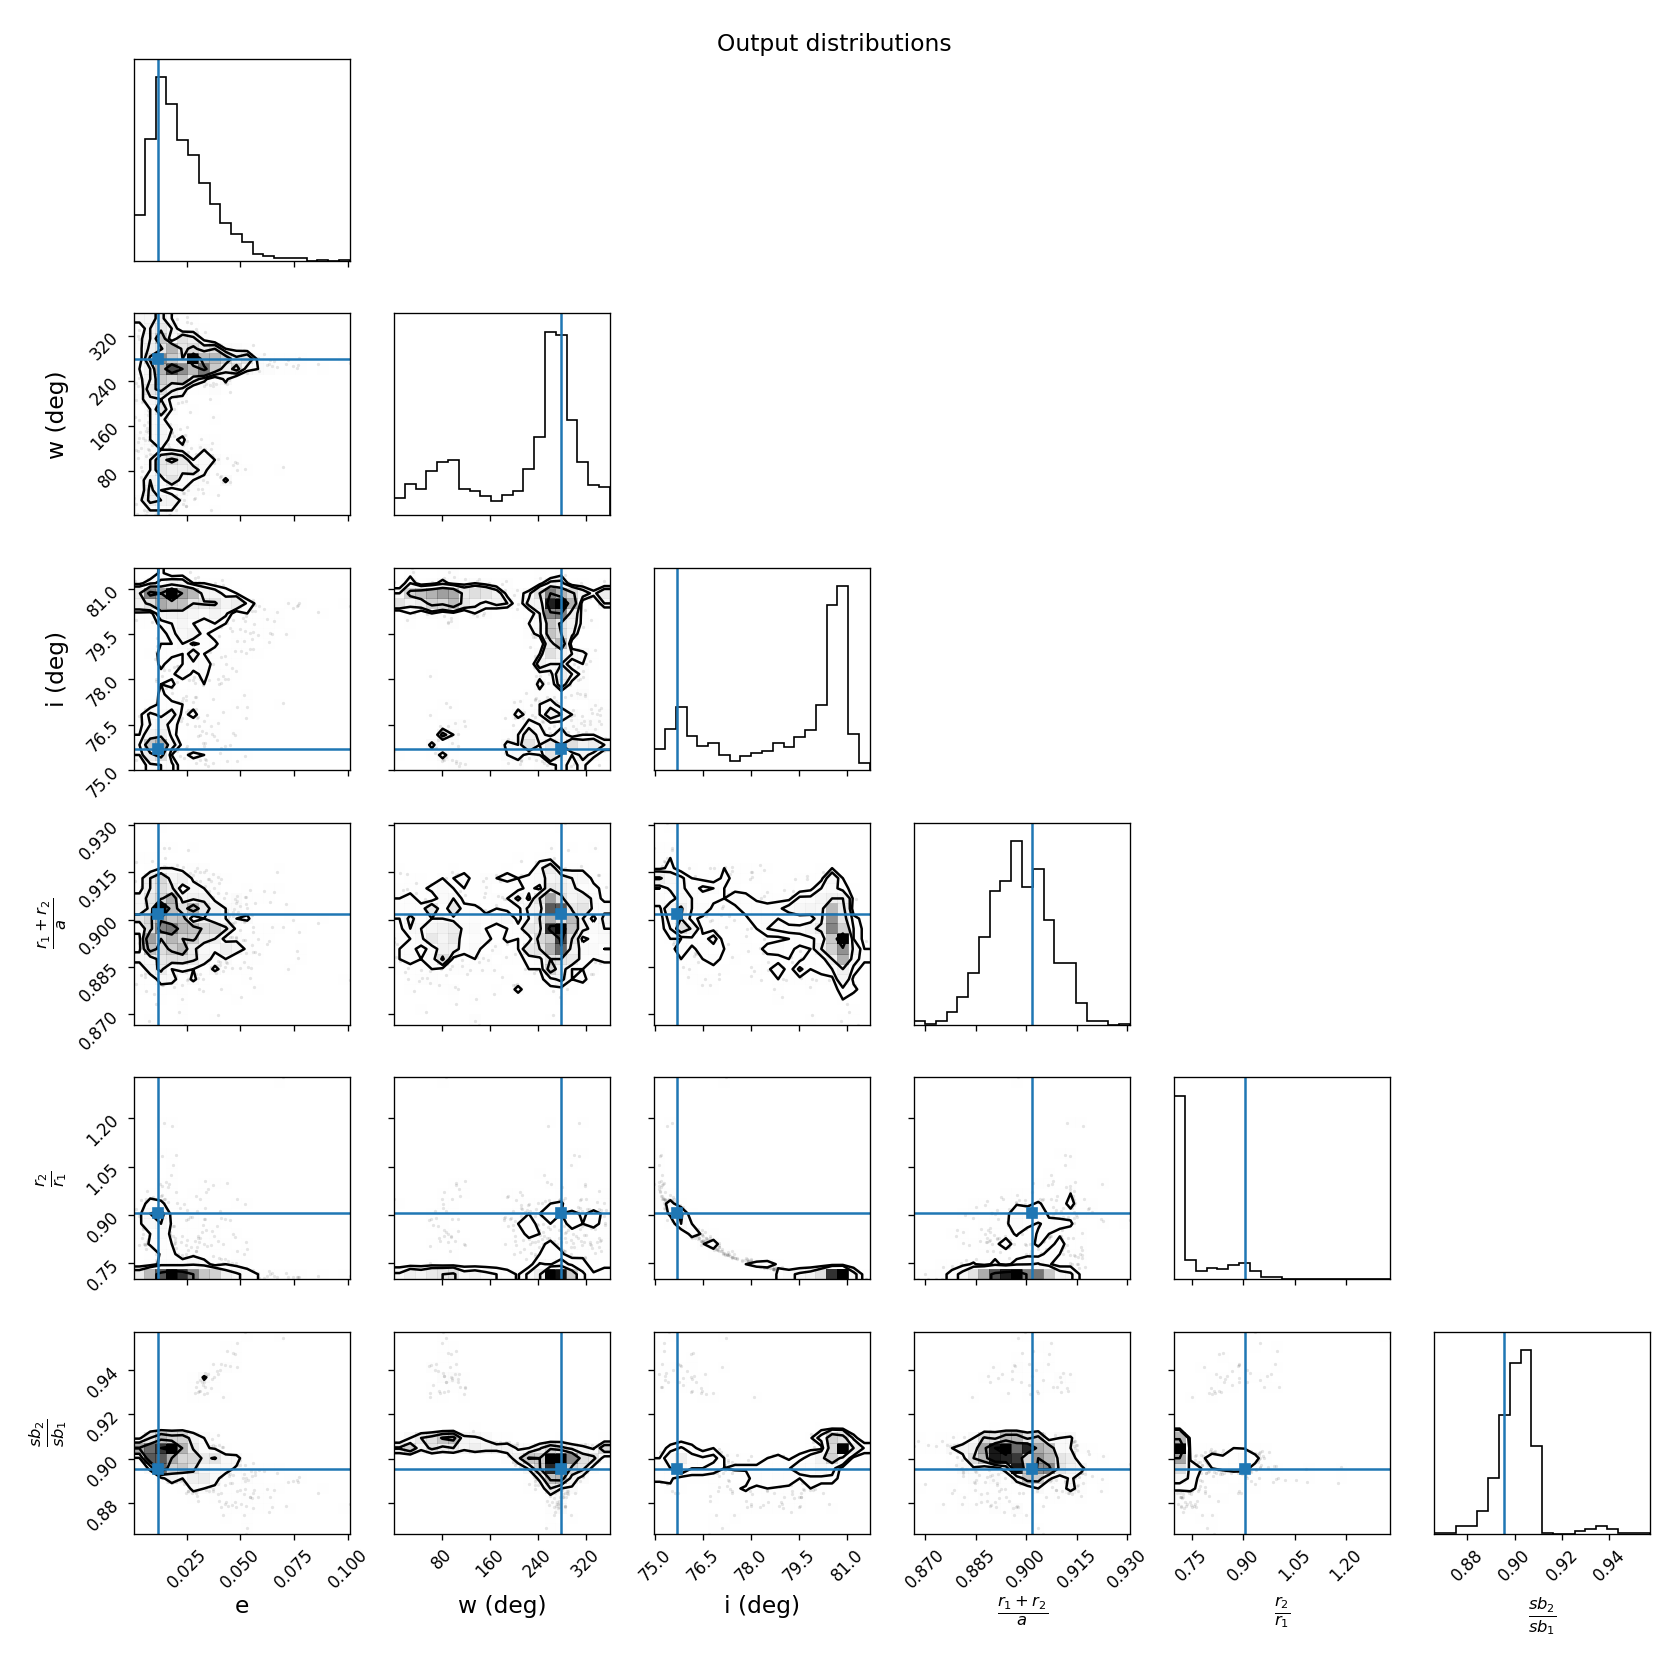 Output distributions
w (deg)
320
240
160
80
i (deg)
81.0
79.5
78.0
76.5
75.0
r1 + r2
a
0.930
0.915
0.900
0.885
0.870
r2
r1
1.20
1.05
0.90
0.75
sb2
sb1
0.94
0.92
0.90
0.88
0.025 0.050 0.075 0.100
80 160 240 320
75.0 76.5 78.0 79.5 81.0
0.870 0.885 0.900 0.915 0.930
0.75 0.90 1.05 1.20
0.88 0.90 0.92 0.94
e
w (deg)
i (deg)
r1 + r2
a
r2
r1
sb2
sb1